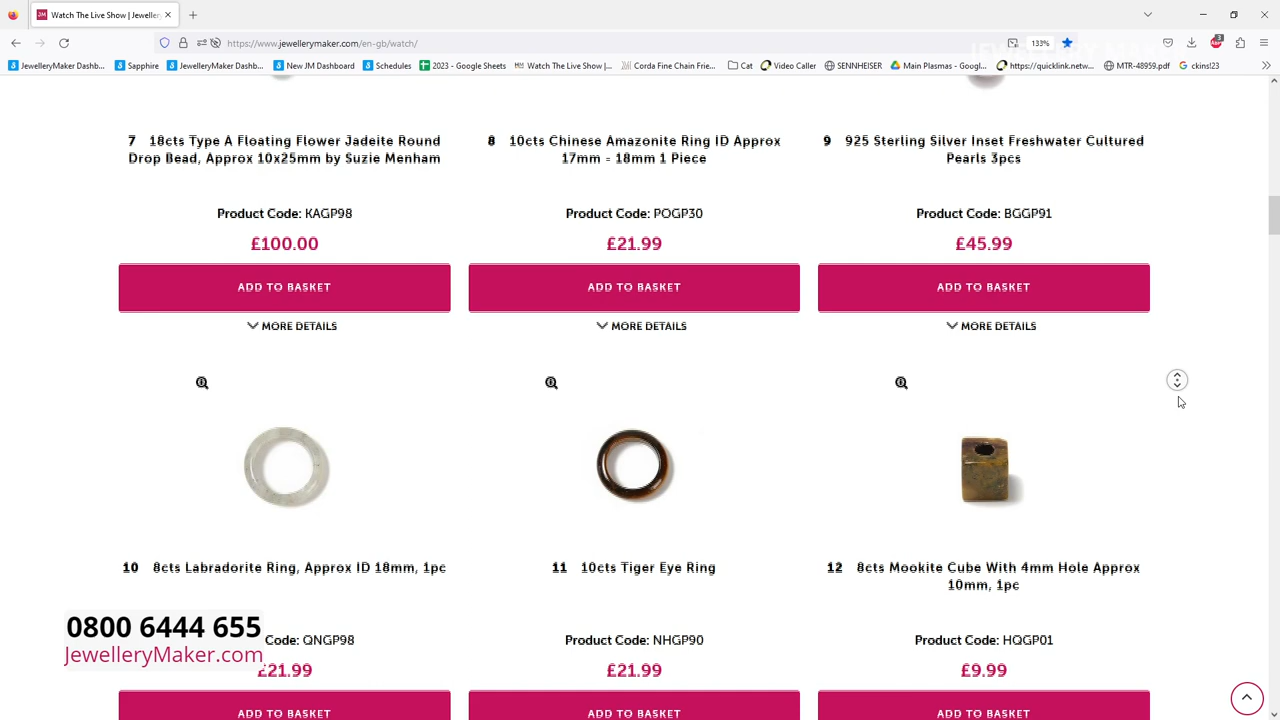 Watch The Live Show | Jeweller
https://www.jewellerymaker.com/en-gb/watch/
133%
3
JewelleryMaker Dashb...
Sapphire
JewelleryMaker Dashb...
New JM Dashboard
Schedules
2023 - Google Sheets
Watch The Live Show |...
Corda Fine Chain Frie...
Cat
Video Caller
SENNHEISER
Main Plasmas - Googl...
https://quicklink.netw...
MTR-48959.pdf
ckins!23
7 18cts Type A Floating Flower Jadeite Round
Drop Bead, Approx 10x25mm by Suzie Menham
Product Code: KAGP98
£100.00
ADD TO BASKET
MORE DETAILS
8 10cts Chinese Amazonite Ring ID Approx
17mm - 18mm 1 Piece
Product Code: POGP30
£21.99
ADD TO BASKET
MORE DETAILS
9 925 Sterling Silver Inset Freshwater Cultured
Pearls 3pcs
Product Code: BGGP91
£45.99
ADD TO BASKET
MORE DETAILS
10 8cts Labradorite Ring, Approx ID 18mm, 1pc
Code: QNGP98
£21.99
ADD TO BASKET
11 10cts Tiger Eye Ring
Product Code: NHGP90
£21.99
ADD TO BASKET
12 8cts Mookite Cube With 4mm Hole Approx
10mm, 1pc
Product Code: HQGP01
£9.99
ADD TO BASKET
0800 6444 655
JewelleryMaker.com